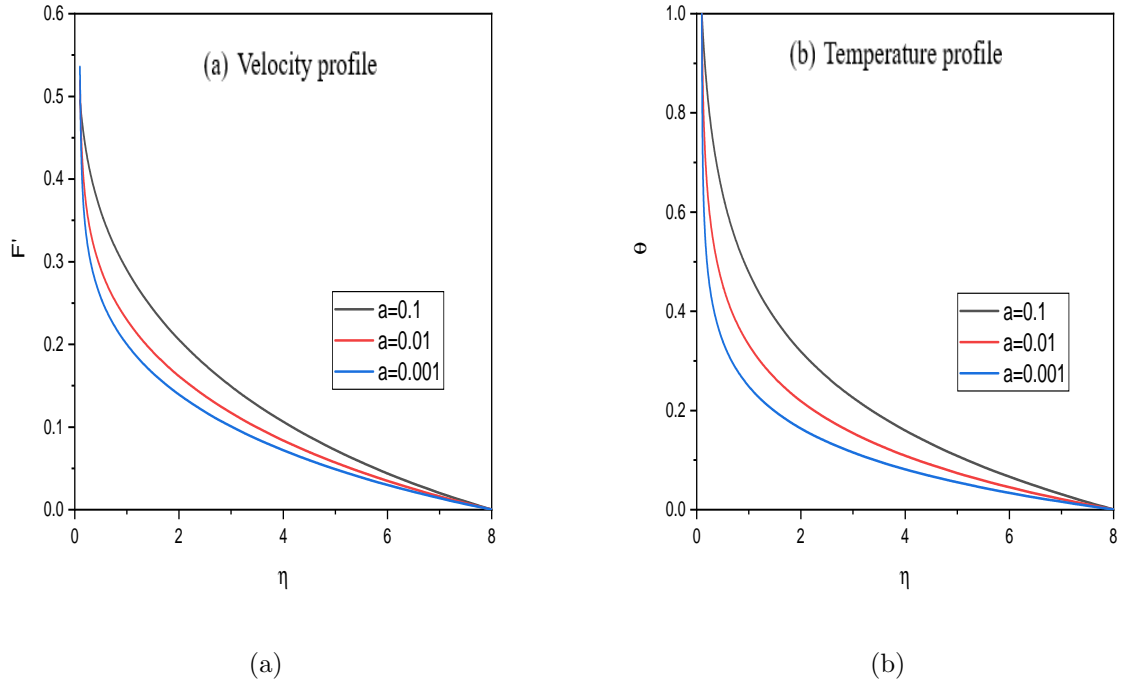 (a) Velocity profile
0.6
0.5
0.4
0.3
0.2
0.1
0.0
F'
a=0.1
a=0.01
a=0.001
0 2 4 6 8
η
(a)
(b) Temperature profile
1.0
0.8
0.6
0.4
0.2
0.0
Θ
a=0.1
a=0.01
a=0.001
0 2 4 6 8
η
(b)